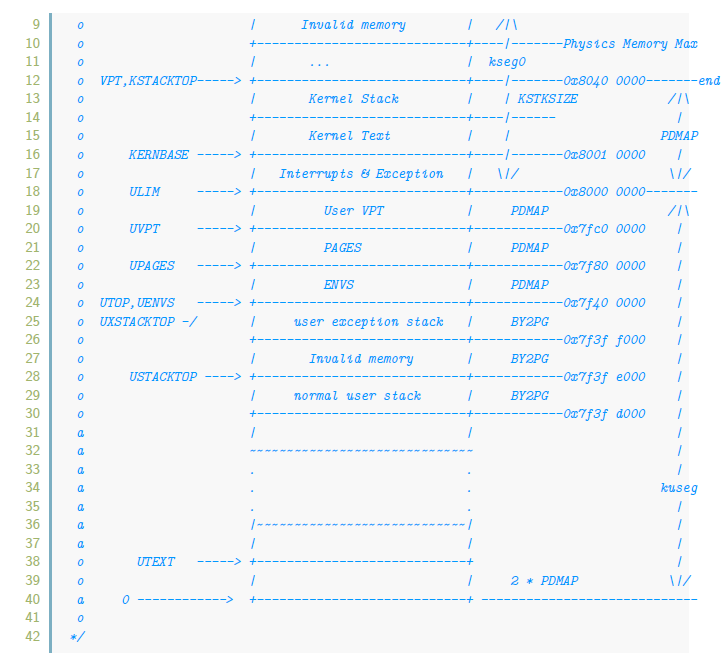 9 o | Invalid memory | /|\
10 o +----------------------------+----|-------Physics Memory Max
11 o | ... | kseg0
12 o VPT,KSTACKTOP-----> +----------------------------+----|-------0x8040 0000-------end
13 o | Kernel Stack | | KSTKSIZE /|\
14 o +----------------------------+----|------ |
15 o | Kernel Text | | PDMAP
16 o KERNBASE -----> +----------------------------+----|-------0x8001 0000 |
17 o | Interrupts & Exception | \|/ \|/
18 o ULIM -----> +----------------------------+------------0x8000 0000-------
19 o | User VPT | PDMAP /|\
20 o UVPT -----> +----------------------------+------------0x7fc0 0000 |
21 o | PAGES | PDMAP |
22 o UPAGES -----> +----------------------------+------------0x7f80 0000 |
23 o | ENVS | PDMAP |
24 o UTOP,UENVS -----> +----------------------------+------------0x7f40 0000 |
25 o UXSTACKTOP -/ | user exception stack | BY2PG |
26 o +----------------------------+------------0x7f3f f000 |
27 o | Invalid memory | BY2PG |
28 o USTACKTOP ----> +----------------------------+------------0x7f3f e000 |
29 o | normal user stack | BY2PG |
30 o +----------------------------+------------0x7f3f d000 |
31 a | | |
32 a ~~~~~~~~~~~~~~~~~~~~~~~~~~~~~~ |
33 a . . |
34 a . . kuseg
35 a . . |
36 a |~~~~~~~~~~~~~~~~~~~~~~~~~~~~| |
37 a | | |
38 o UTEXT -----> +----------------------------+ |
39 o | | 2 * PDMAP \|/
40 a 0 ------------> +----------------------------+ -----------------------------
41 o
42 */